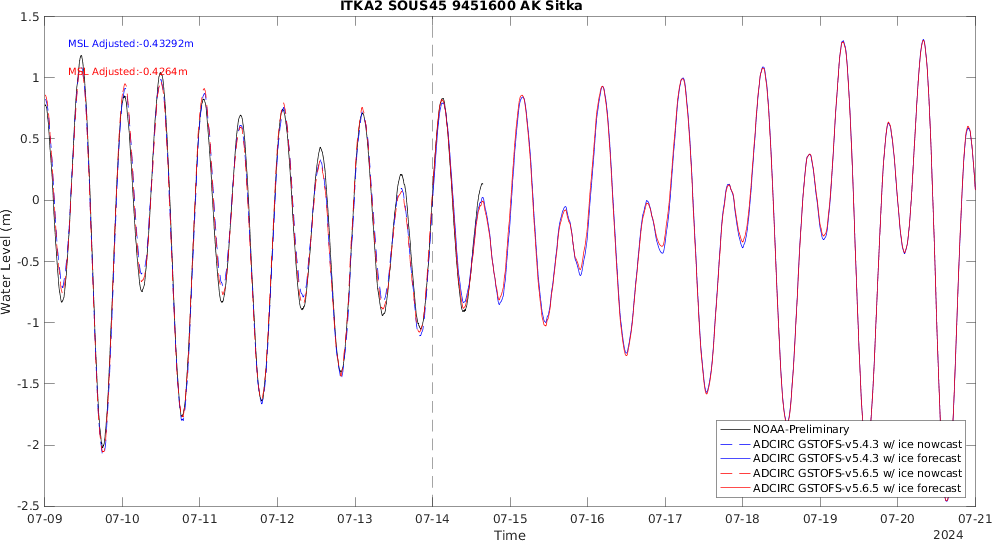 ITKA2 SOUS45 9451600 AK Sitka
MSL Adjusted:-0.43292m
MSL Adjusted:-0.4264m
Water Level (m)
1.5
1
0.5
0
-0.5
-1
-1.5
-2
-2.5
NOAA-Preliminary
ADCIRC GSTOFS-v5.4.3 w/ ice nowcast
ADCIRC GSTOFS-v5.4.3 w/ ice forecast
ADCIRC GSTOFS-v5.6.5 w/ ice nowcast
ADCIRC GSTOFS-v5.6.5 w/ ice forecast
07-09 07-10 07-11 07-12 07-13 07-14 07-15 07-16 07-17 07-18 07-19 07-20 07-21
Time
2024